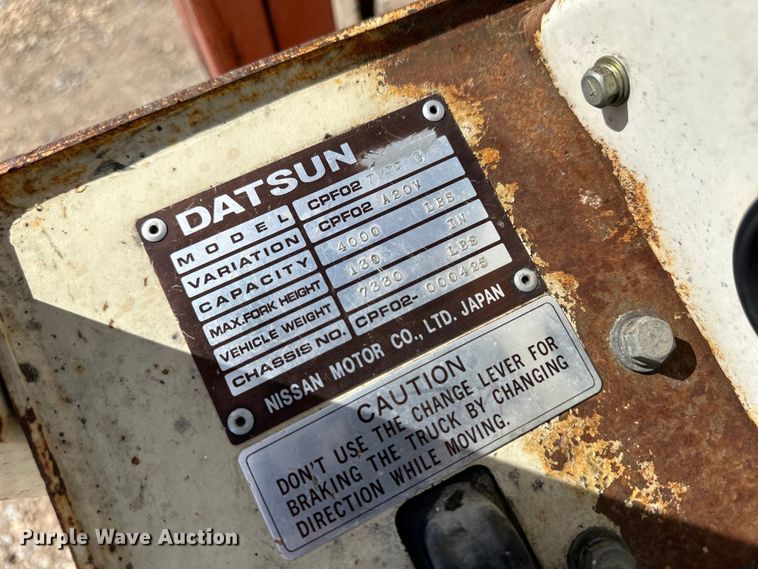 DATSUN
MODEL CPF02 TYPE G
VARIATION CPF02 A20V
CAPACITY 4000 LBS
MAX.FORK HEIGHT 130 IN
VEHICLE WEIGHT 7330 LBS
CHASSIS NO. CPF02-000425
NISSAN MOTOR CO., LTD. JAPAN
CAUTION
DON'T USE THE CHANGE LEVER FOR
BRAKING THE TRUCK BY CHANGING
DIRECTION WHILE MOVING.
Purple Wave Auction